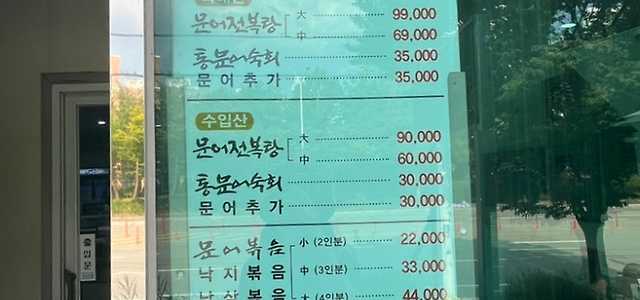 문어전복탕 大 99,000
中 69,000
통문어숙회 35,000
문어추가 35,000
수입산
문어전복탕 大 90,000
中 60,000
통문어숙회 30,000
문어추가 30,000
문어볶음 小 (2인분) 22,000
낙지볶음 中 (3인분) 33,000
볶음 大 (4인분) 44,000
출입문